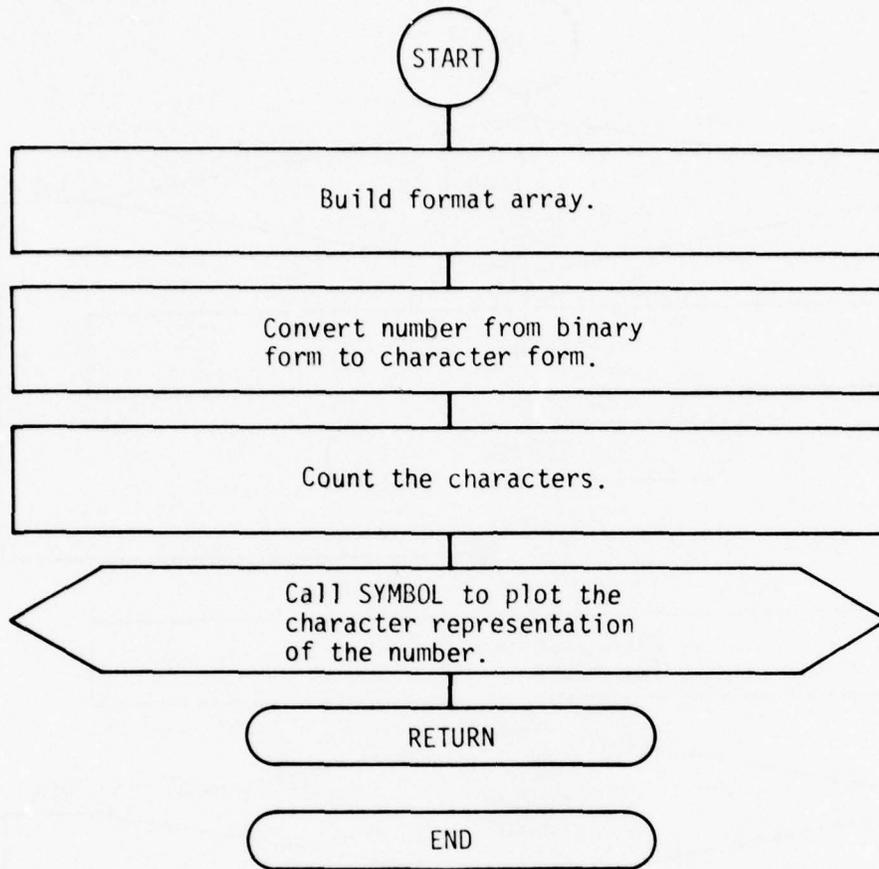 START
Build format array.
Convert number from binary
form to character form.
Count the characters.
Call SYMBOL to plot the
character representation
of the number.
RETURN
END